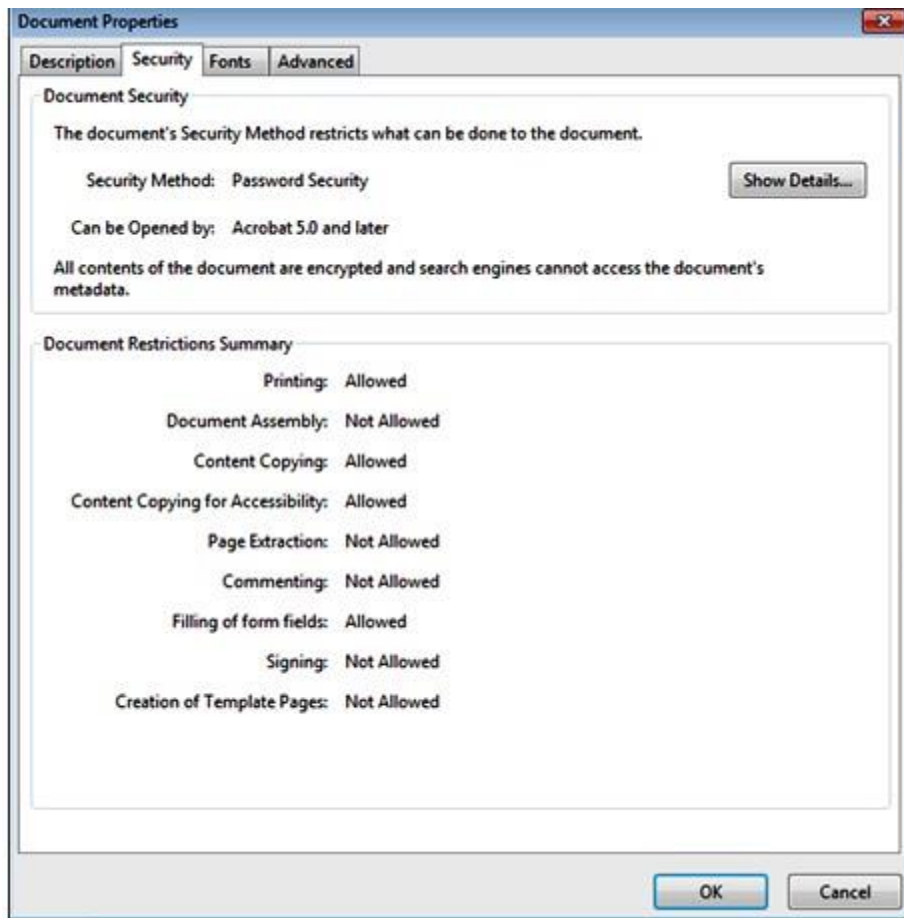 Document Properties
Description Security Fonts Advanced
Document Security
The document's Security Method restricts what can be done to the document.
Security Method: Password Security Show Details...
Can be Opened by: Acrobat 5.0 and later
All contents of the document are encrypted and search engines cannot access the document's
metadata.
Document Restrictions Summary
Printing: Allowed
Document Assembly: Not Allowed
Content Copying: Allowed
Content Copying for Accessibility: Allowed
Page Extraction: Not Allowed
Commenting: Not Allowed
Filling of form fields: Allowed
Signing: Not Allowed
Creation of Template Pages: Not Allowed
OK Cancel